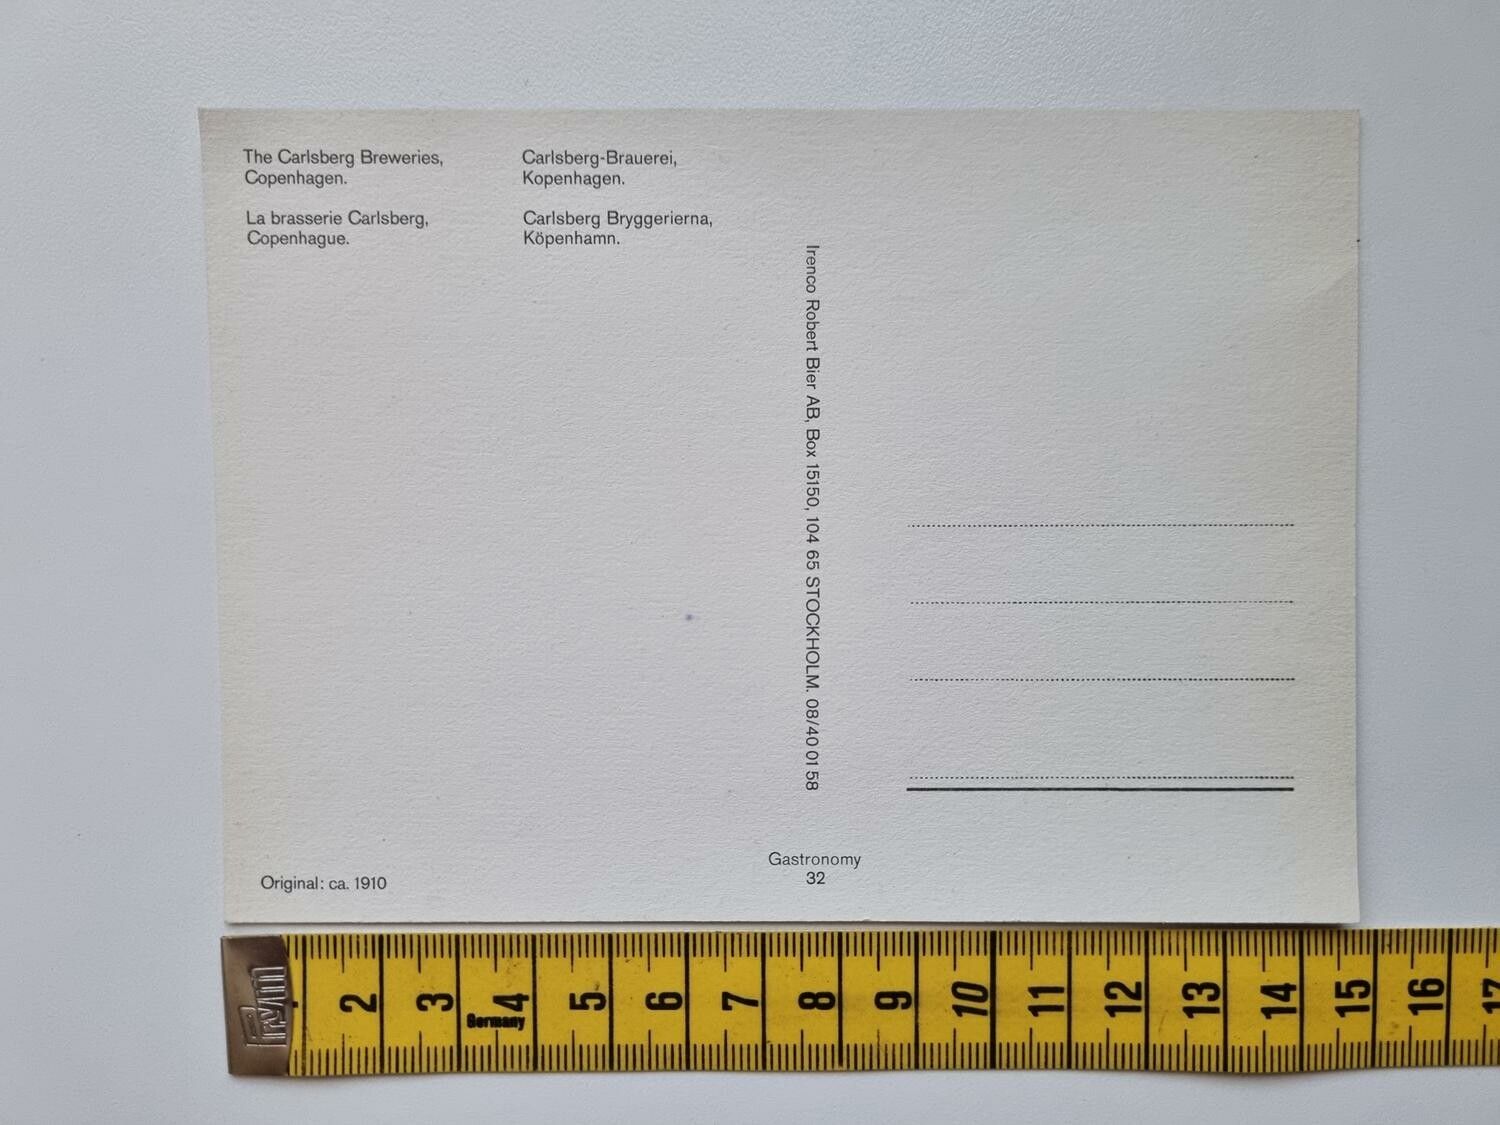 The Carlsberg Breweries,
Copenhagen.
La brasserie Carlsberg,
Copenhague.
Carlsberg-Brauerei,
Kopenhagen.
Carlsberg Bryggerierna,
Köpenhamn.
Irenco Robert Bier AB, Box 15150, 104 65 STOCKHOLM. 08/40 01 58
Gastronomy
32
Original: ca. 1910
Prym
2 3 4 5 6 7 8 9 10 11 12 13 14 15 16 17
Germany